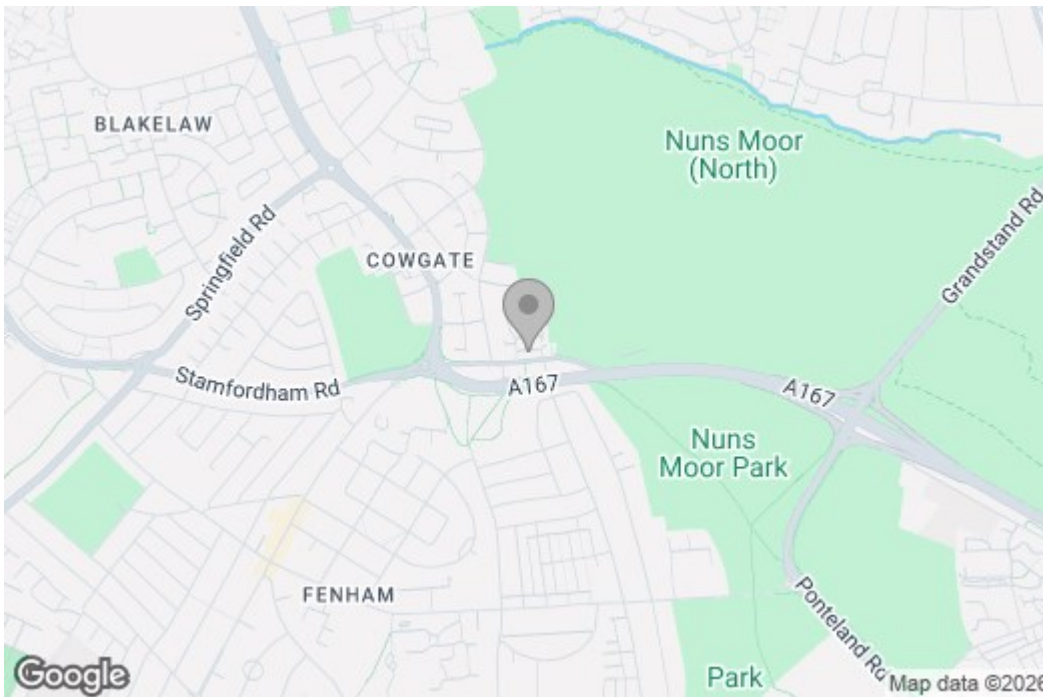 BLAKELAW
Nuns Moor
(North)
Springfield Rd
Grandstand Rd
COWGATE
Stamfordham Rd
A167
A167
Nuns
Moor Park
FENHAM
Ponteland Rd
Park
Google
Map data ©2026